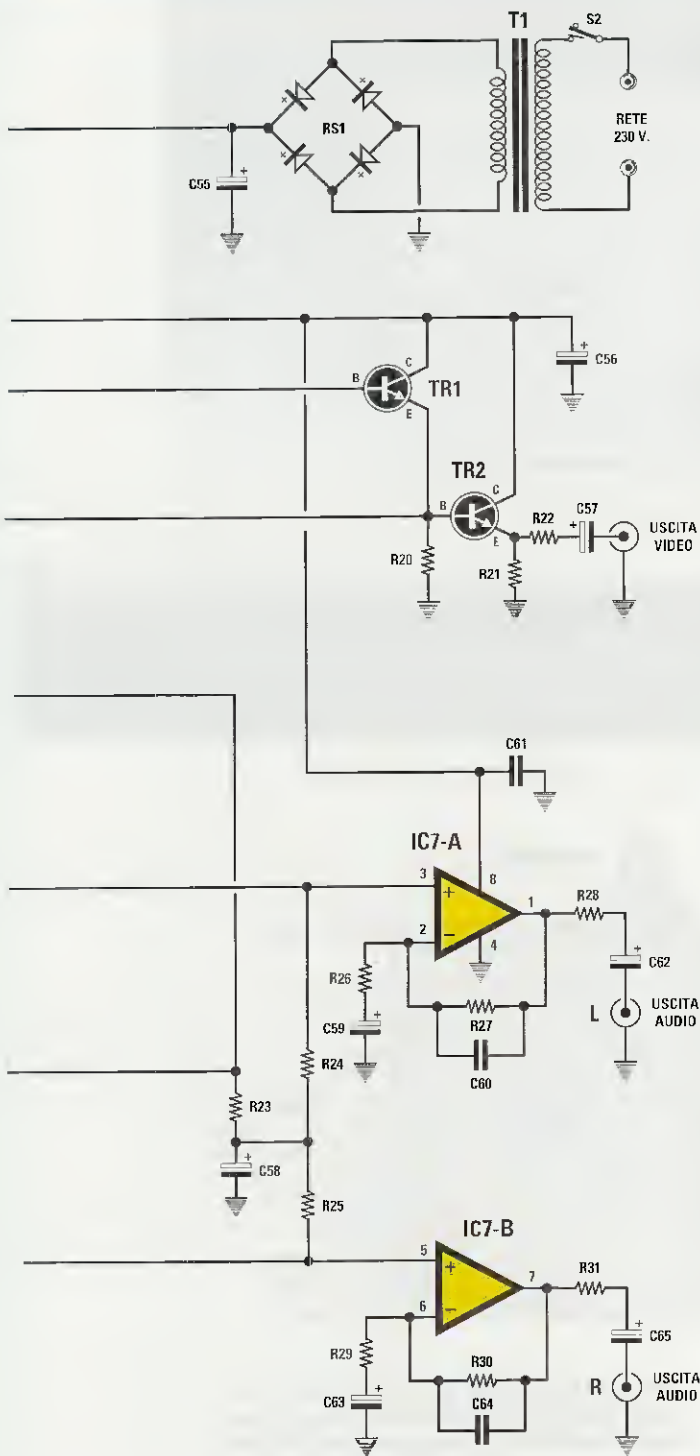 T1
S2
RS1
RETE
230 V.
+
C55
+
C56
C
B
TR1
E
TR2
C
B
E
R22
+
C57
USCITA
VIDEO
R20
R21
C61
IC7-A
3
+
8
1
R28
2
−
4
+
C62
R26
+
C59
R27
L
USCITA
AUDIO
C60
R24
R23
+
C58
R25
IC7-B
5
+
7
R31
6
−
+
C65
R29
R30
+
C63
C64
R
USCITA
AUDIO